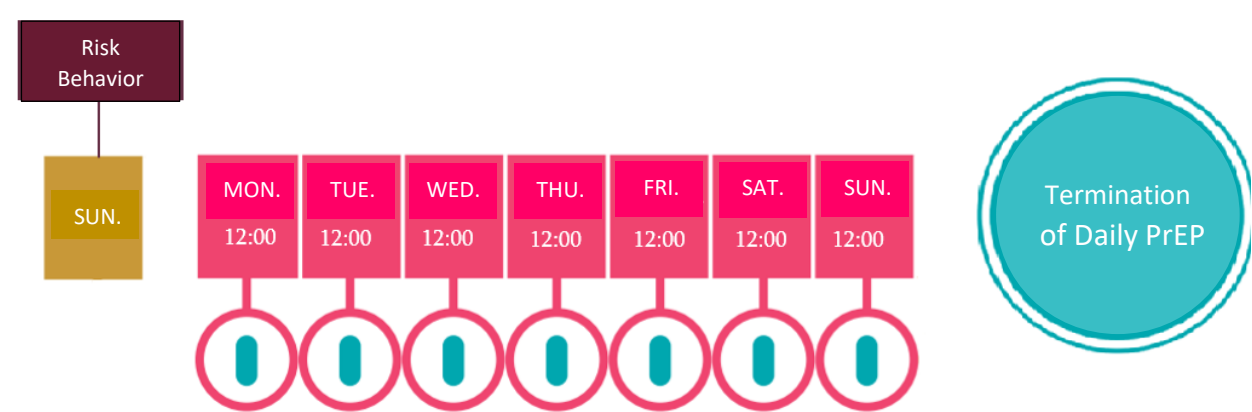 Risk
Behavior
SUN.
MON. TUE. WED. THU. FRI. SAT. SUN.
12:00 12:00 12:00 12:00 12:00 12:00 12:00
Termination
of Daily PrEP